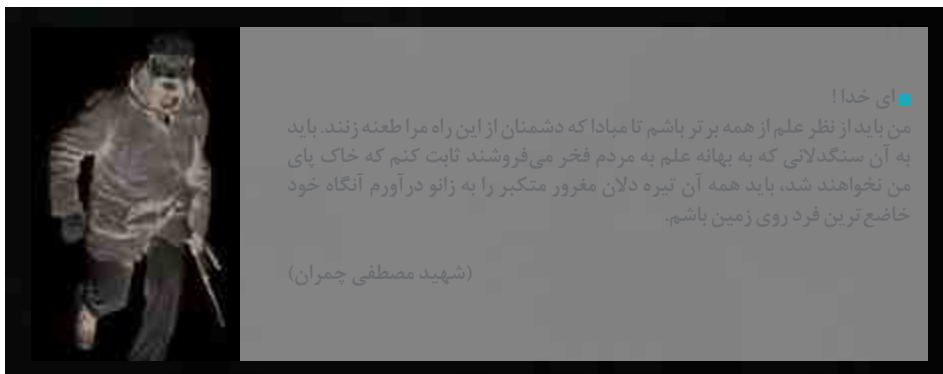 ای خدا !
من باید از نظر علم از همه برتر باشم تا مبادا که دشمنان از این راه مرا طعنه زنند. باید
به آن سنگدلانی که به بهانه علم به مردم فخر می‌فروشند ثابت کنم که خاک پای
من نخواهند شد، باید همه آن تیره دلان مغرور متکبر را به زانو درآورم آنگاه خود
خاضع‌ترین فرد روی زمین باشم.
(شهید مصطفی چمران)